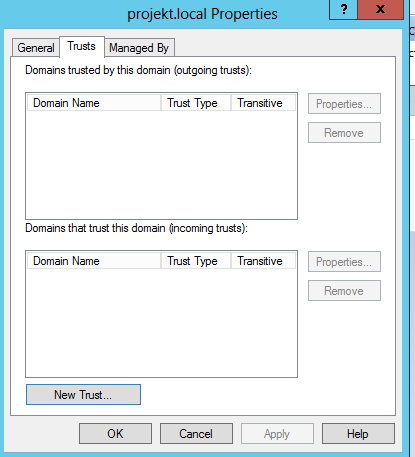 projekt.local Properties
? x
General Trusts Managed By
Domains trusted by this domain (outgoing trusts):
Domain Name Trust Type Transitive
Properties...
Remove
Domains that trust this domain (incoming trusts):
Domain Name Trust Type Transitive
Properties...
Remove
New Trust...
OK Cancel Apply Help